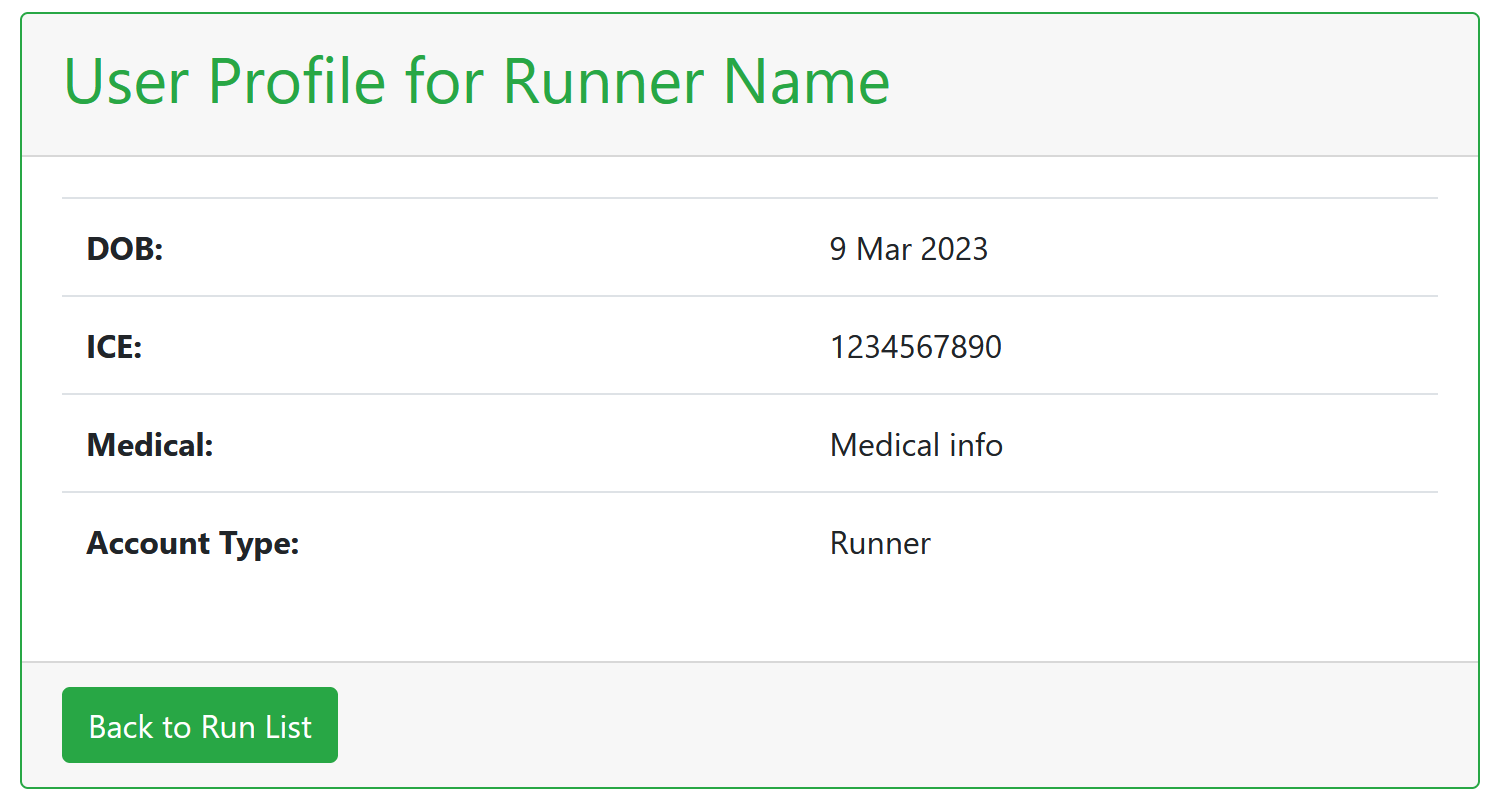 User Profile for Runner Name
DOB: 9 Mar 2023
ICE: 1234567890
Medical: Medical info
Account Type: Runner
Back to Run List